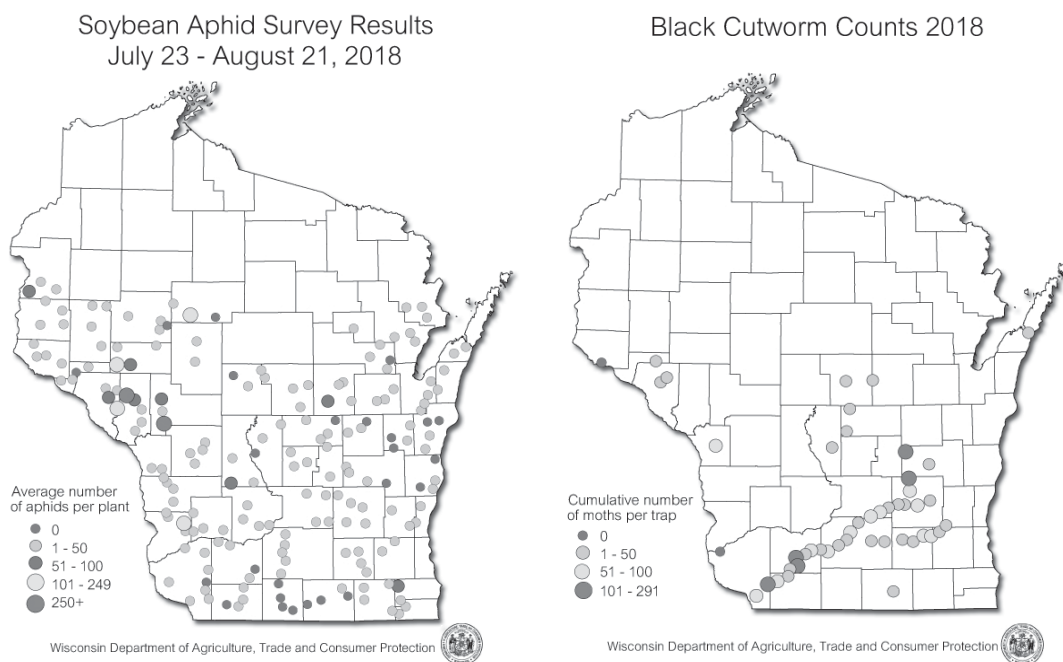 Soybean Aphid Survey Results
July 23 - August 21, 2018
Average number
of aphids per plant
0
1 - 50
51 - 100
101 - 249
250+
Wisconsin Department of Agriculture, Trade and Consumer Protection
Black Cutworm Counts 2018
Cumulative number
of moths per trap
0
1 - 50
51 - 100
101 - 291
Wisconsin Department of Agriculture, Trade and Consumer Protection